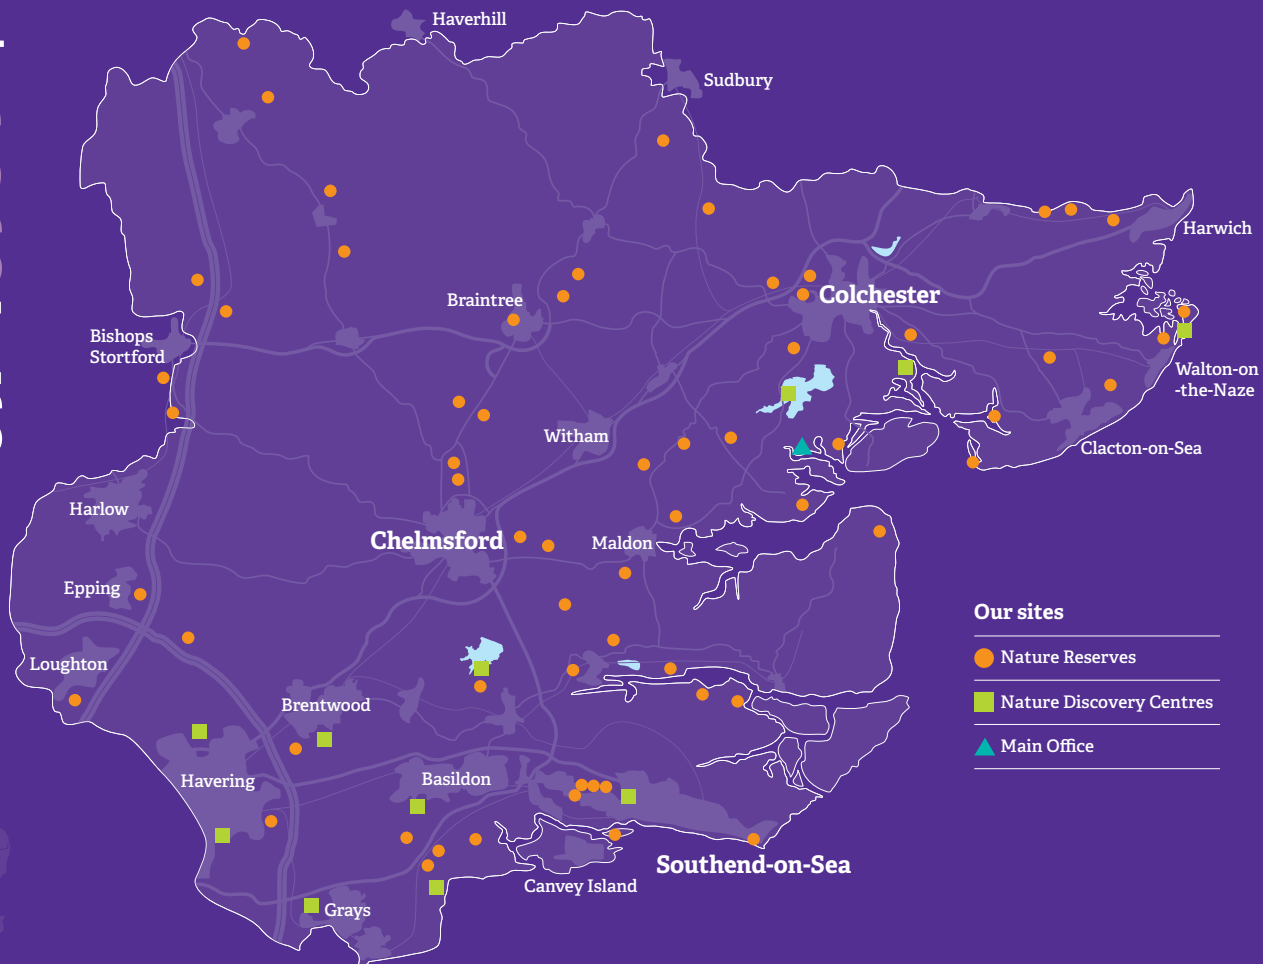 Haverhill
Sudbury
Harwich
Braintree
Colchester
Bishops
Stortford
Walton-on
-the-Naze
Witham
Clacton-on-Sea
Harlow
Chelmsford
Maldon
Epping
Our sites
Nature Reserves
Loughton
Nature Discovery Centres
Brentwood
Main Office
Havering
Basildon
Southend-on-Sea
Canvey Island
Grays